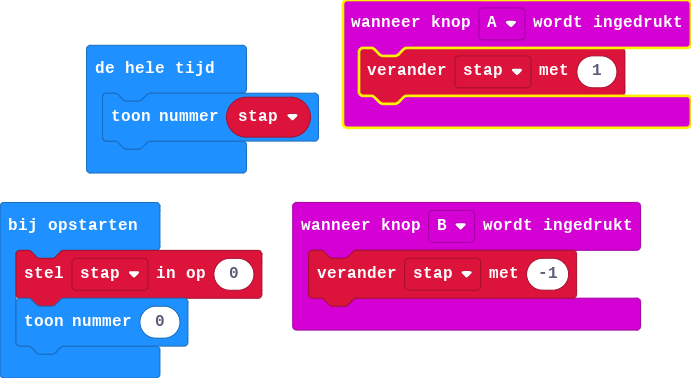 wanneer knop A wordt ingedrukt
verander stap met 1
de hele tijd
toon nummer stap
bij opstarten
stel stap in op 0
toon nummer 0
wanneer knop B wordt ingedrukt
verander stap met -1